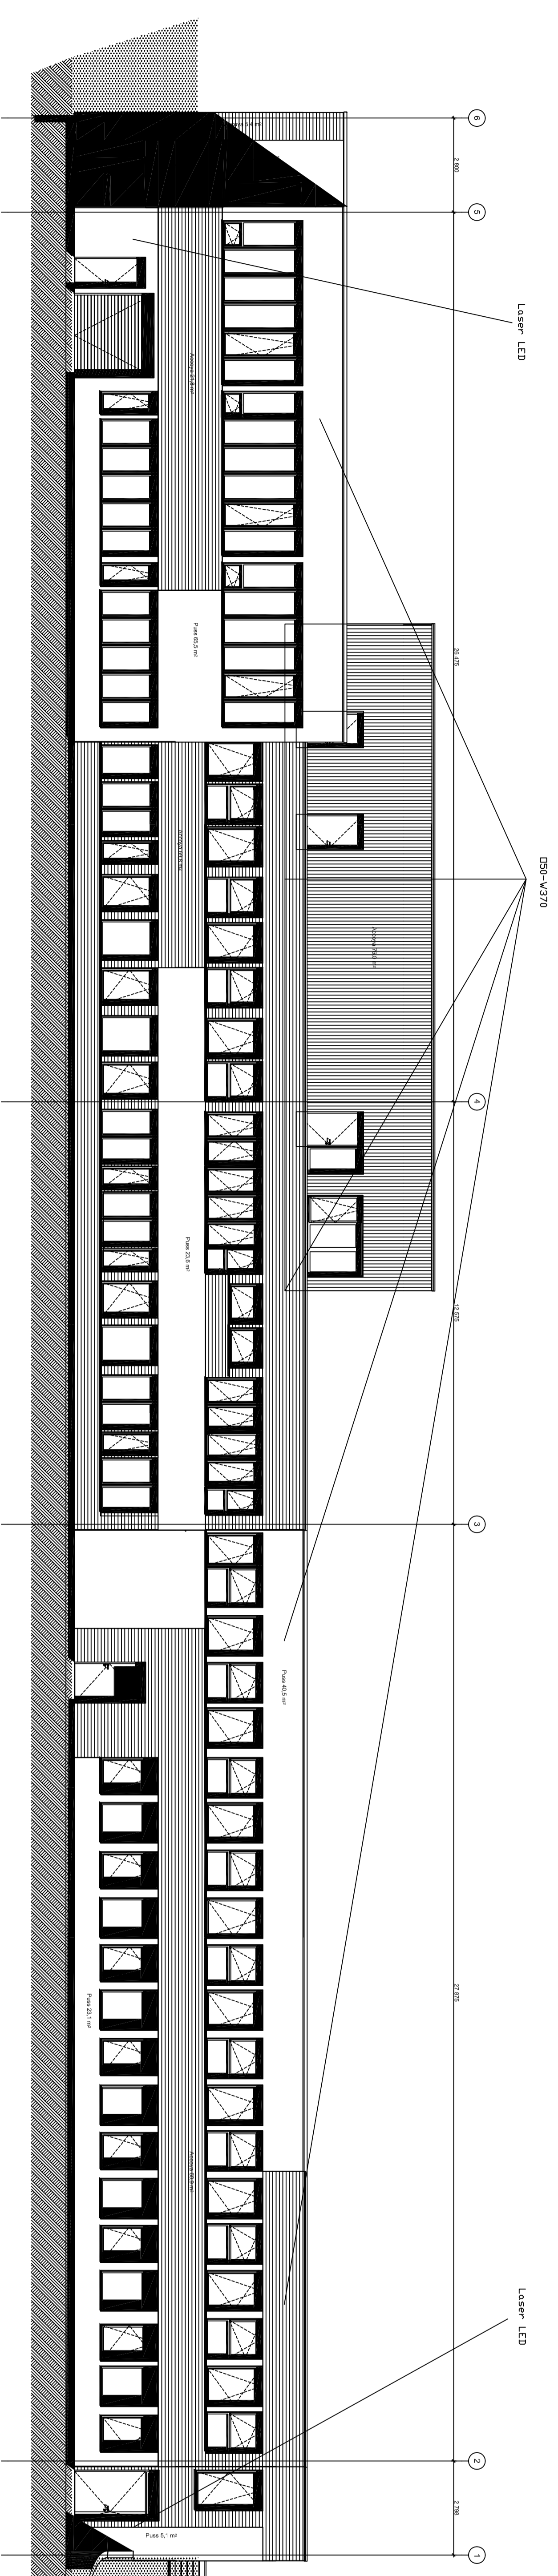 6
2 800
5
Laser LED
Puss 65,5 m²
26 475
□50-W370
4
Puss 23,6 m²
12 575
3
Puss 40,5 m²
27 875
Puss 23,1 m²
Laser LED
2
2 798
Puss 5,1 m²
1